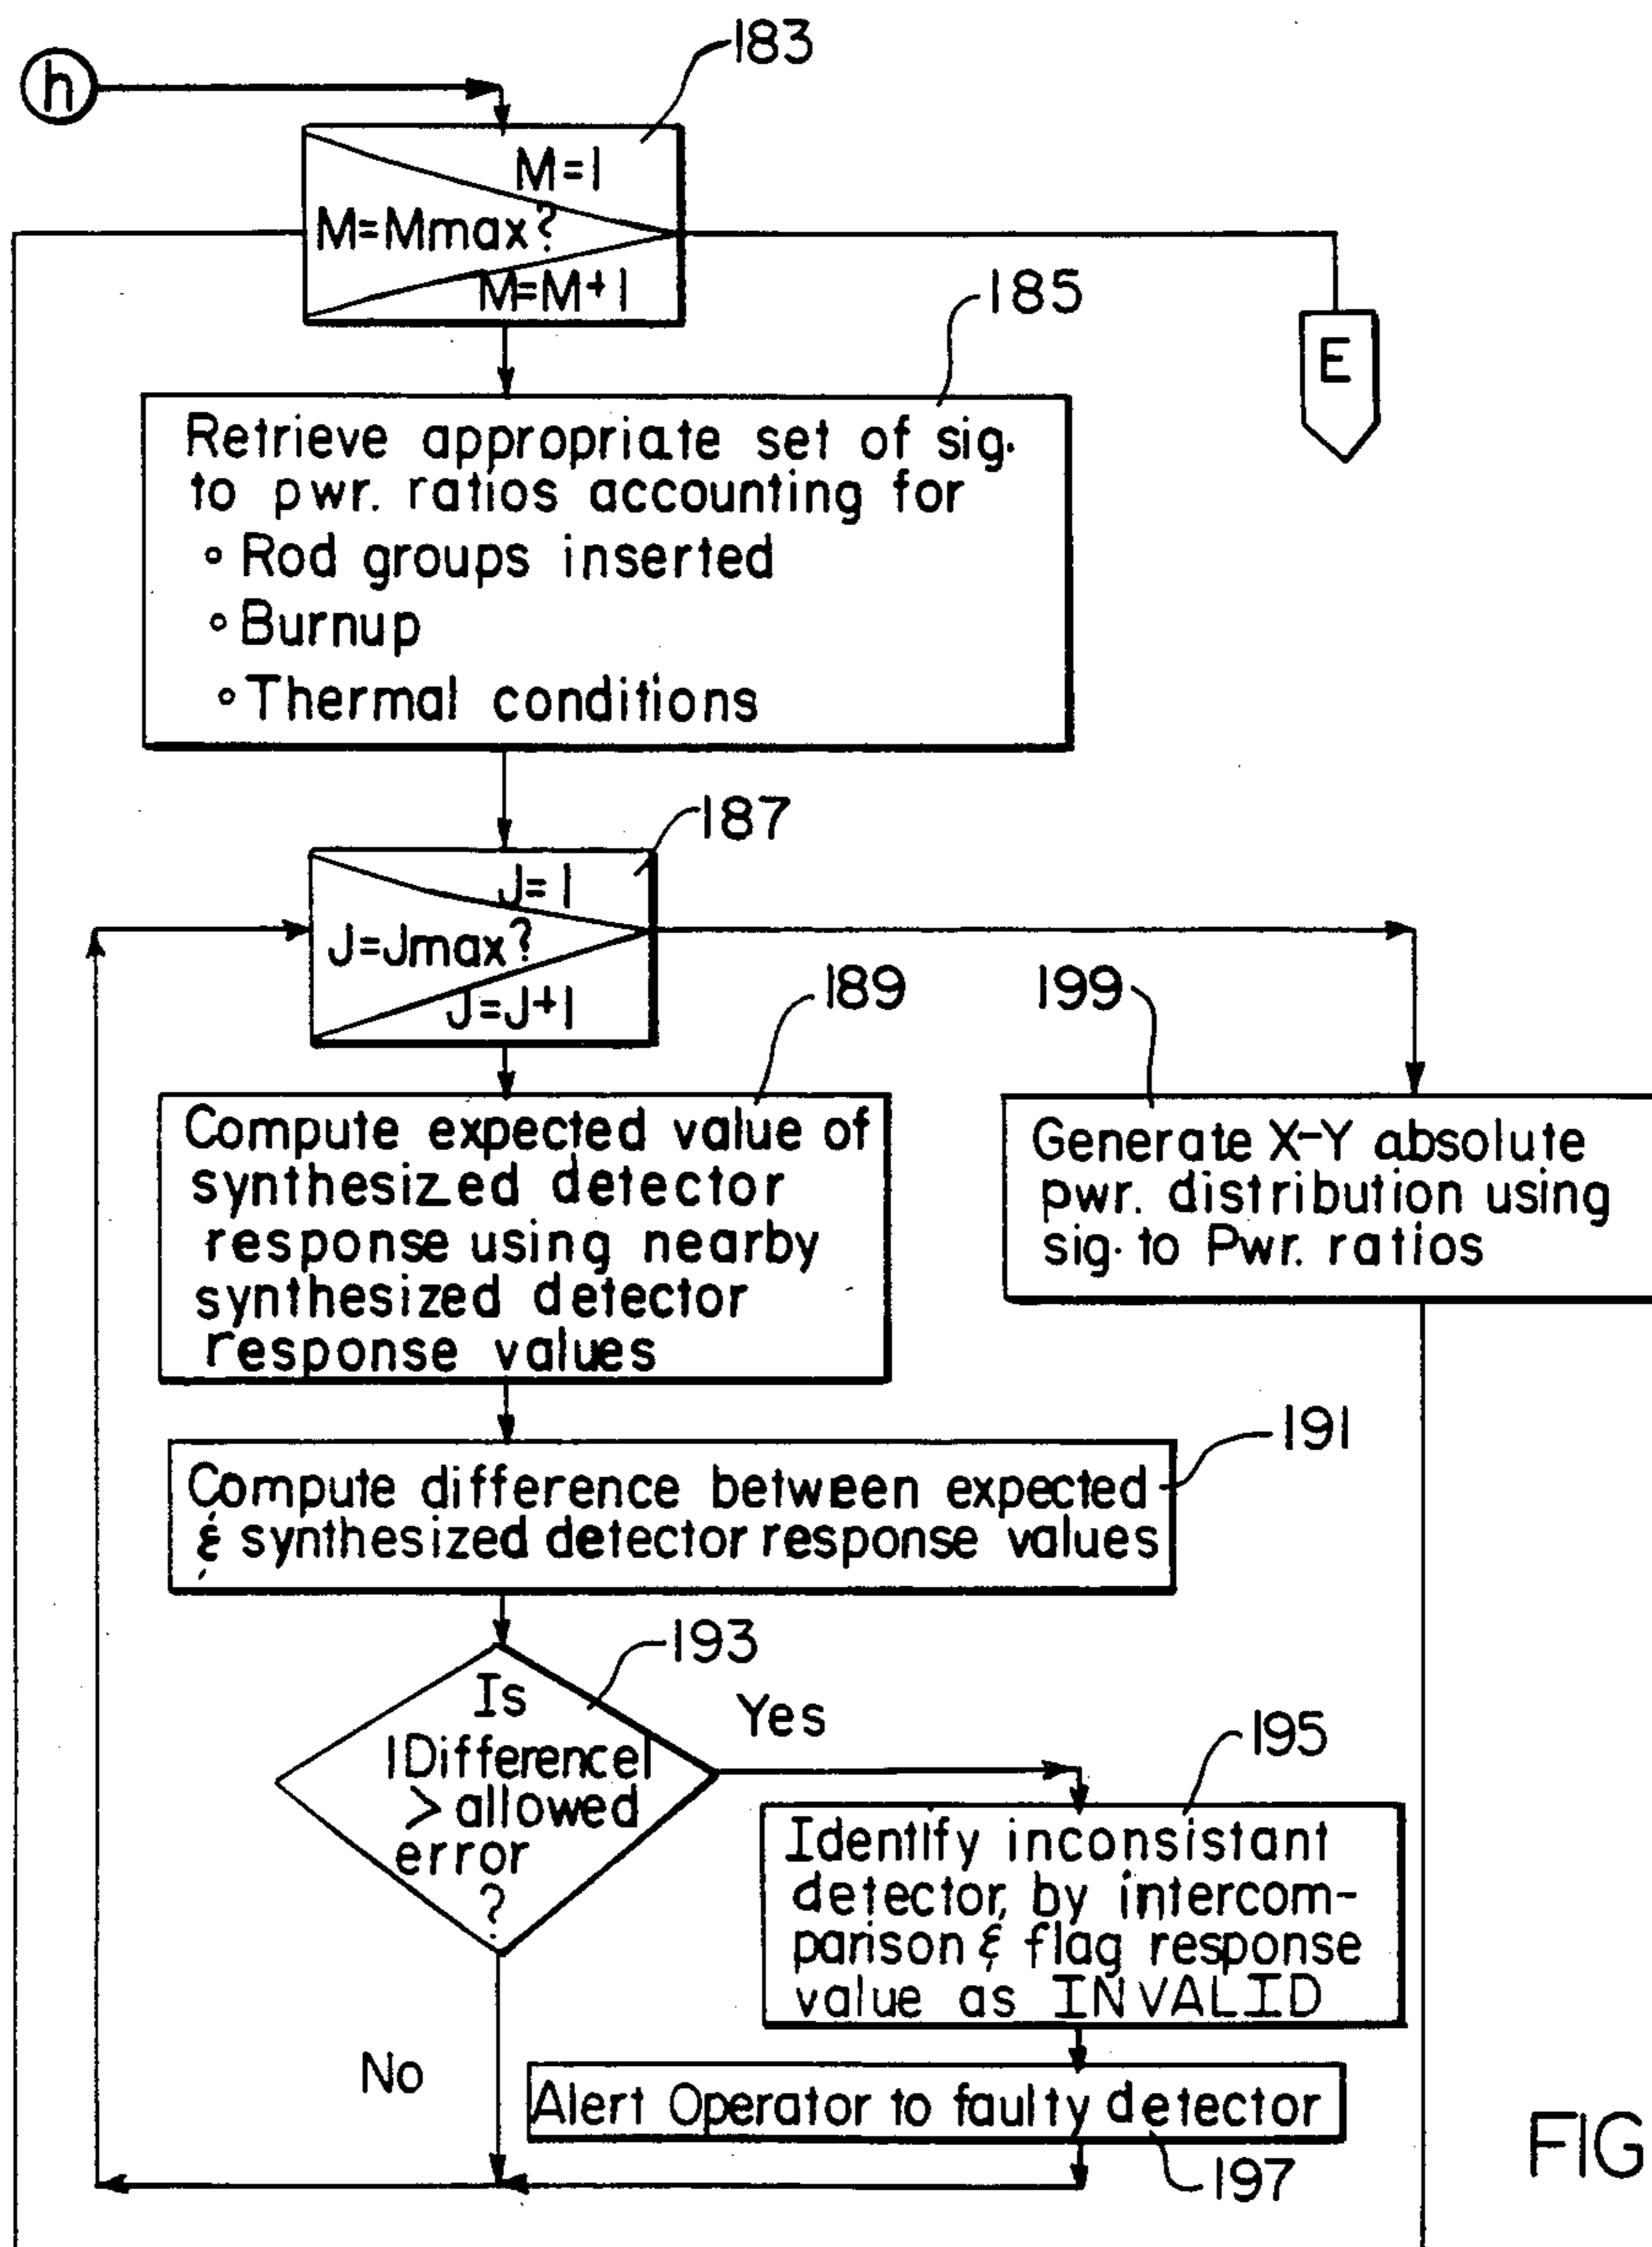 183
h
M=1
M=Mmax?
M=M+1
E
185
Retrieve appropriate set of sig.
to pwr. ratios accounting for
° Rod groups inserted
° Burnup
° Thermal conditions
187
J=1
J=Jmax?
J=J+1
189
199
Compute expected value of
synthesized detector
response using nearby
synthesized detector
response values
Generate X-Y absolute
pwr. distribution using
sig. to Pwr. ratios
191
Compute difference between expected
& synthesized detector response values
193
Is
|Difference|
> allowed
error
?
Yes
195
Identify inconsistant
detector, by intercom-
parison & flag response
value as INVALID
No
Alert Operator to faulty detector
197
FIG